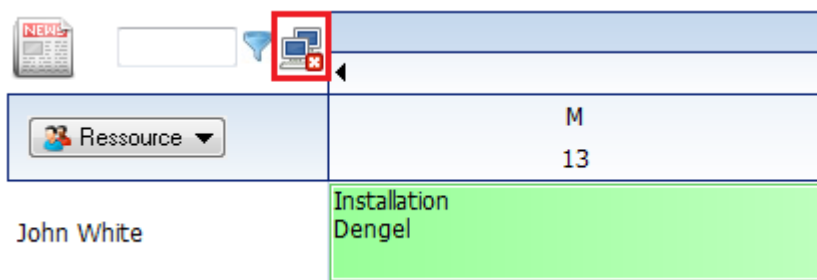 NEWS
Ressource
M
13
John White
Installation
Dengel